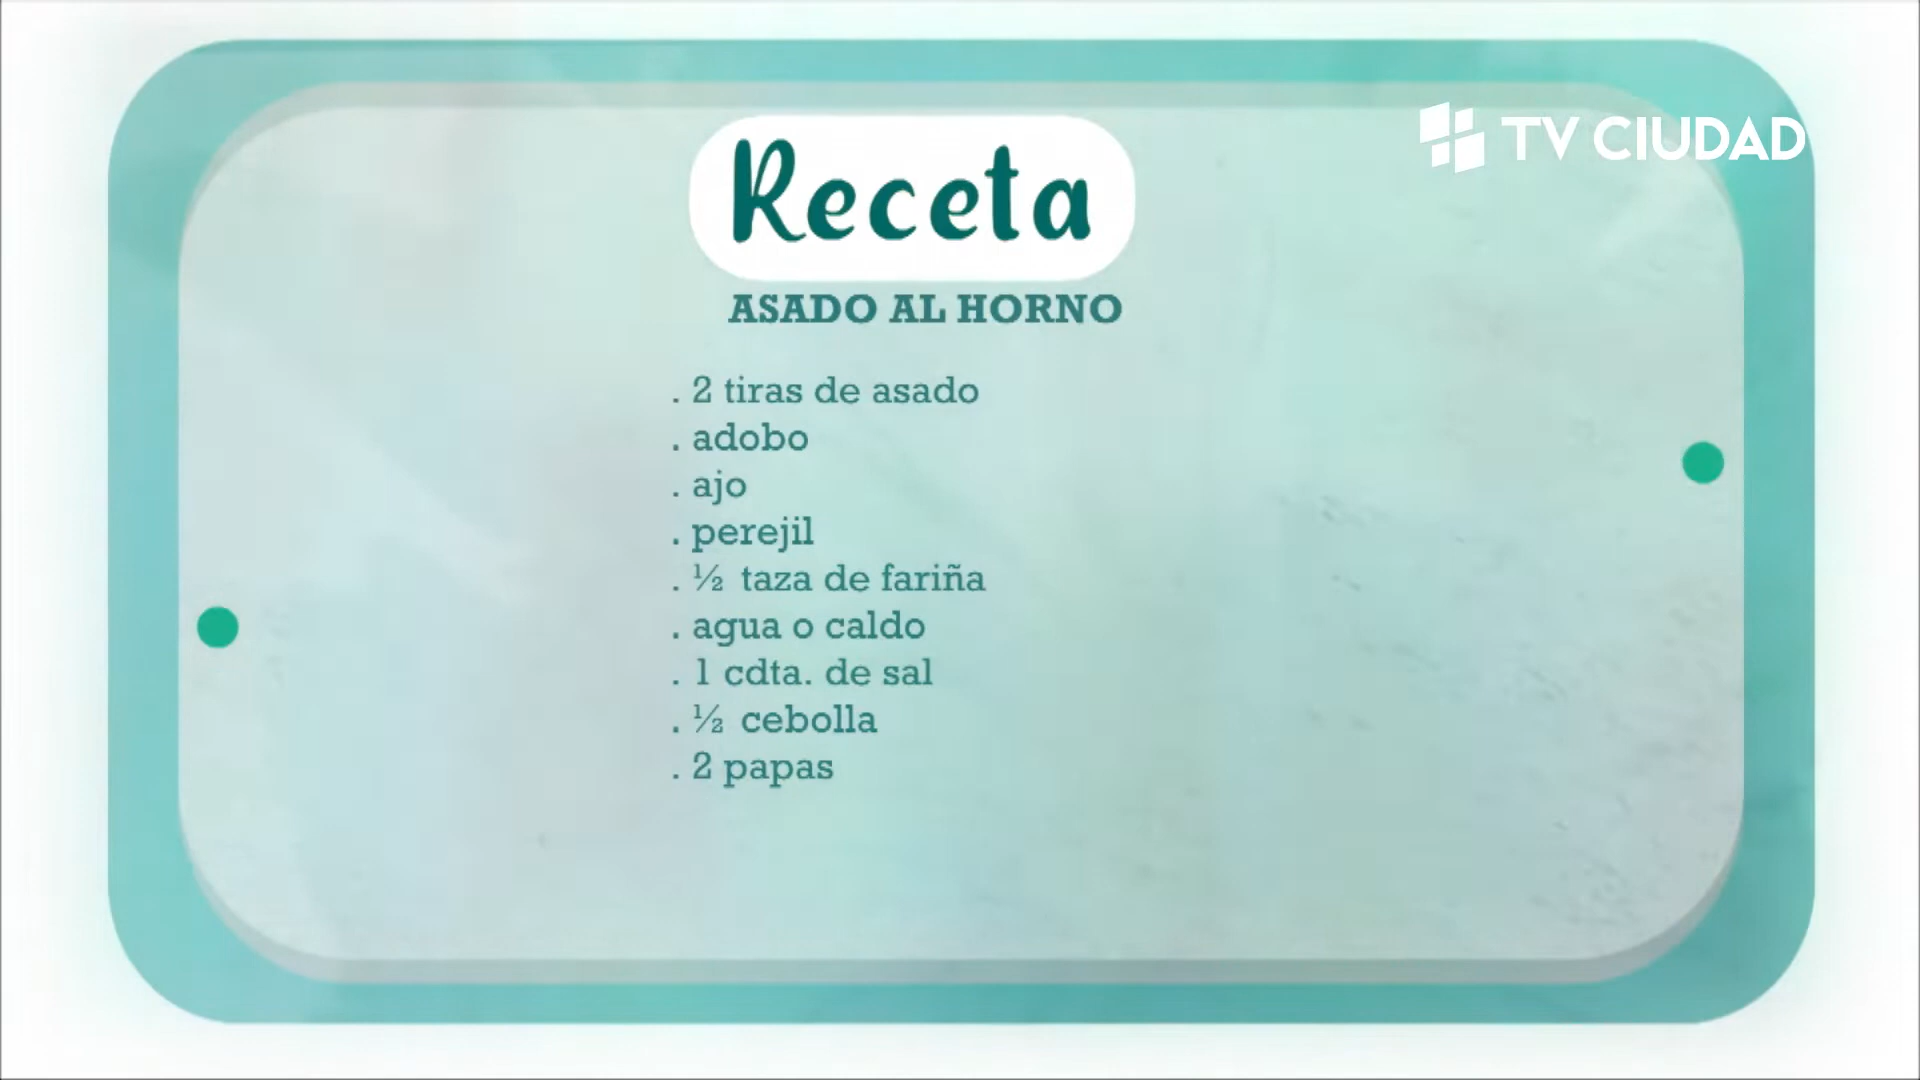 TV CIUDAD
Receta
ASADO AL HORNO
. 2 tiras de asado
. adobo
. ajo
. perejil
. ½ taza de fariña
. agua o caldo
. 1 cdta. de sal
. ½ cebolla
. 2 papas